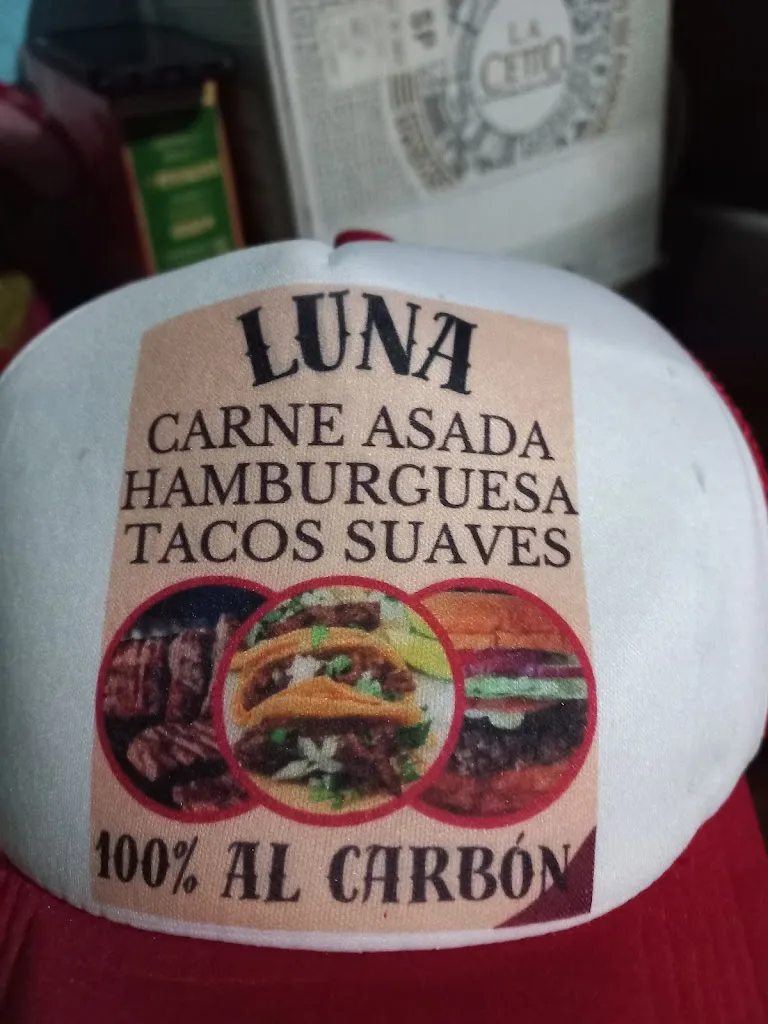 LA
CETTO
LUNA
CARNE ASADA
HAMBURGUESA
TACOS SUAVES
100% AL CARBÓN